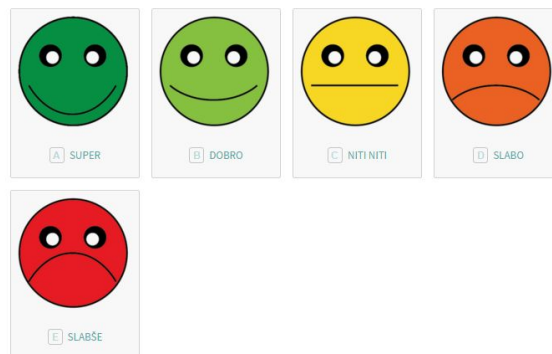 A SUPER
B DOBRO
C NITI NITI
D SLABO
E SLABŠE